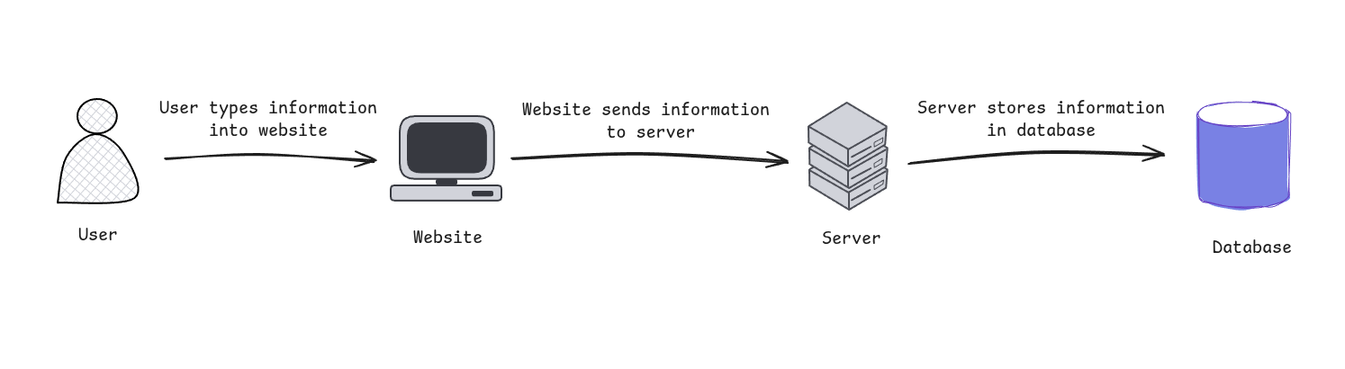 User types information
into website
Website sends information
to server
Server stores information
in database
User
Website
Server
Database